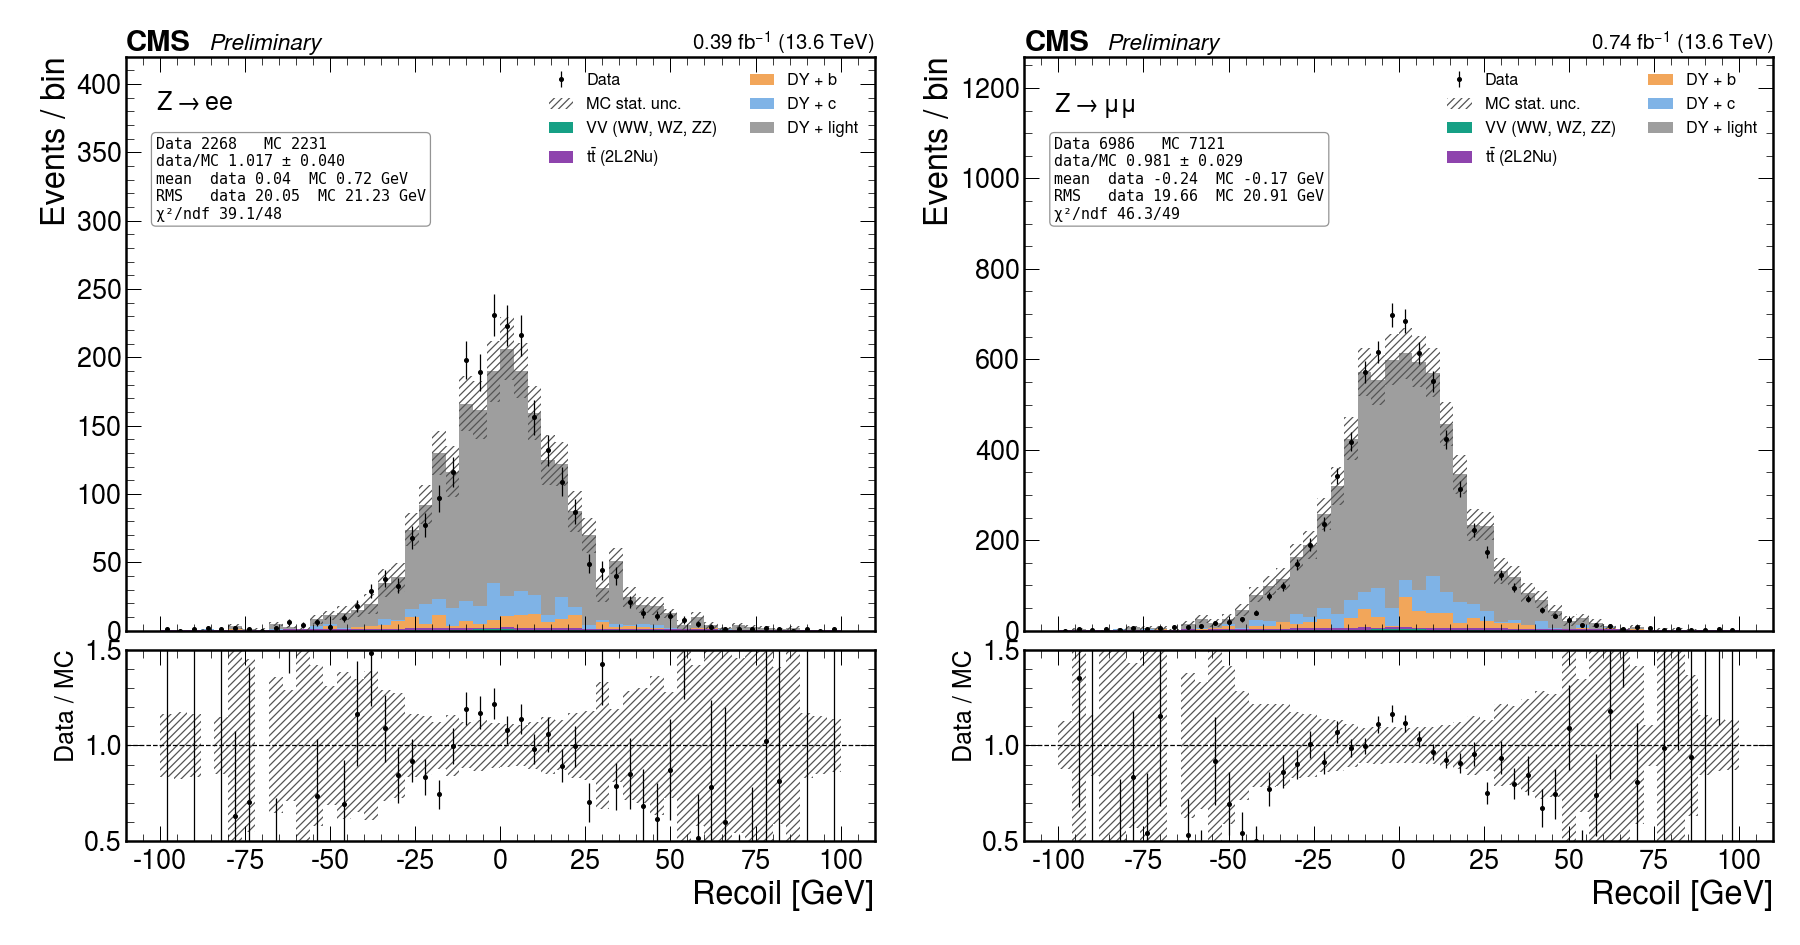 CMS Preliminary 0.39 fb⁻¹ (13.6 TeV)
Events / bin
400
350
300
250
200
150
100
50
0
Z → ee
Data 2268   MC 2231
data/MC 1.017 ± 0.040
mean  data 0.04  MC 0.72 GeV
RMS   data 20.05  MC 21.23 GeV
χ²/ndf 39.1/48
Data
MC stat. unc.
VV (WW, WZ, ZZ)
tt̄ (2L2Nu)
DY + b
DY + c
DY + light
Data / MC
1.5
1.0
0.5
-100 -75 -50 -25 0 25 50 75 100
Recoil [GeV]
CMS Preliminary 0.74 fb⁻¹ (13.6 TeV)
Events / bin
1200
1000
800
600
400
200
0
Z → μμ
Data 6986   MC 7121
data/MC 0.981 ± 0.029
mean  data -0.24  MC -0.17 GeV
RMS   data 19.66  MC 20.91 GeV
χ²/ndf 46.3/49
Data
MC stat. unc.
VV (WW, WZ, ZZ)
tt̄ (2L2Nu)
DY + b
DY + c
DY + light
Data / MC
1.5
1.0
0.5
-100 -75 -50 -25 0 25 50 75 100
Recoil [GeV]